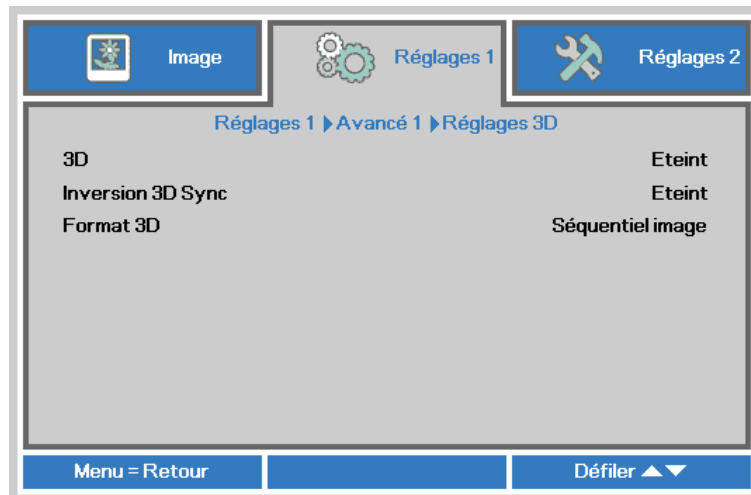 Image
Réglages 1
Réglages 2
Réglages 1 ▶ Avancé 1 ▶ Réglages 3D
3D Eteint
Inversion 3D Sync Eteint
Format 3D Séquentiel image
Menu = Retour
Défiler ▲▼